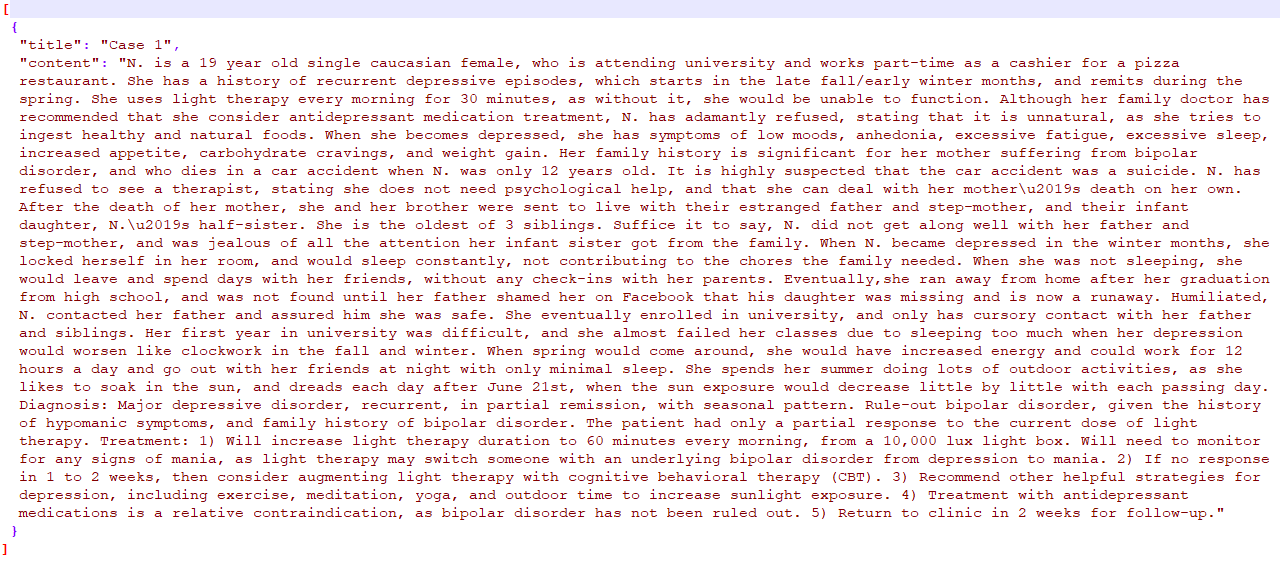 [
{
"title": "Case 1",
"content": "N. is a 19 year old single caucasian female, who is attending university and works part-time as a cashier for a pizza
restaurant. She has a history of recurrent depressive episodes, which starts in the late fall/early winter months, and remits during the
spring. She uses light therapy every morning for 30 minutes, as without it, she would be unable to function. Although her family doctor has
recommended that she consider antidepressant medication treatment, N. has adamantly refused, stating that it is unnatural, as she tries to
ingest healthy and natural foods. When she becomes depressed, she has symptoms of low moods, anhedonia, excessive fatigue, excessive sleep,
increased appetite, carbohydrate cravings, and weight gain. Her family history is significant for her mother suffering from bipolar
disorder, and who dies in a car accident when N. was only 12 years old. It is highly suspected that the car accident was a suicide. N. has
refused to see a therapist, stating she does not need psychological help, and that she can deal with her mother\u2019s death on her own.
After the death of her mother, she and her brother were sent to live with their estranged father and step-mother, and their infant
daughter, N.\u2019s half-sister. She is the oldest of 3 siblings. Suffice it to say, N. did not get along well with her father and
step-mother, and was jealous of all the attention her infant sister got from the family. When N. became depressed in the winter months, she
locked herself in her room, and would sleep constantly, not contributing to the chores the family needed. When she was not sleeping, she
would leave and spend days with her friends, without any check-ins with her parents. Eventually,she ran away from home after her graduation
from high school, and was not found until her father shamed her on Facebook that his daughter was missing and is now a runaway. Humiliated,
N. contacted her father and assured him she was safe. She eventually enrolled in university, and only has cursory contact with her father
and siblings. Her first year in university was difficult, and she almost failed her classes due to sleeping too much when her depression
would worsen like clockwork in the fall and winter. When spring would come around, she would have increased energy and could work for 12
hours a day and go out with her friends at night with only minimal sleep. She spends her summer doing lots of outdoor activities, as she
likes to soak in the sun, and dreads each day after June 21st, when the sun exposure would decrease little by little with each passing day.
Diagnosis: Major depressive disorder, recurrent, in partial remission, with seasonal pattern. Rule-out bipolar disorder, given the history
of hypomanic symptoms, and family history of bipolar disorder. The patient had only a partial response to the current dose of light
therapy. Treatment: 1) Will increase light therapy duration to 60 minutes every morning, from a 10,000 lux light box. Will need to monitor
for any signs of mania, as light therapy may switch someone with an underlying bipolar disorder from depression to mania. 2) If no response
in 1 to 2 weeks, then consider augmenting light therapy with cognitive behavioral therapy (CBT). 3) Recommend other helpful strategies for
depression, including exercise, meditation, yoga, and outdoor time to increase sunlight exposure. 4) Treatment with antidepressant
medications is a relative contraindication, as bipolar disorder has not been ruled out. 5) Return to clinic in 2 weeks for follow-up."
}
]